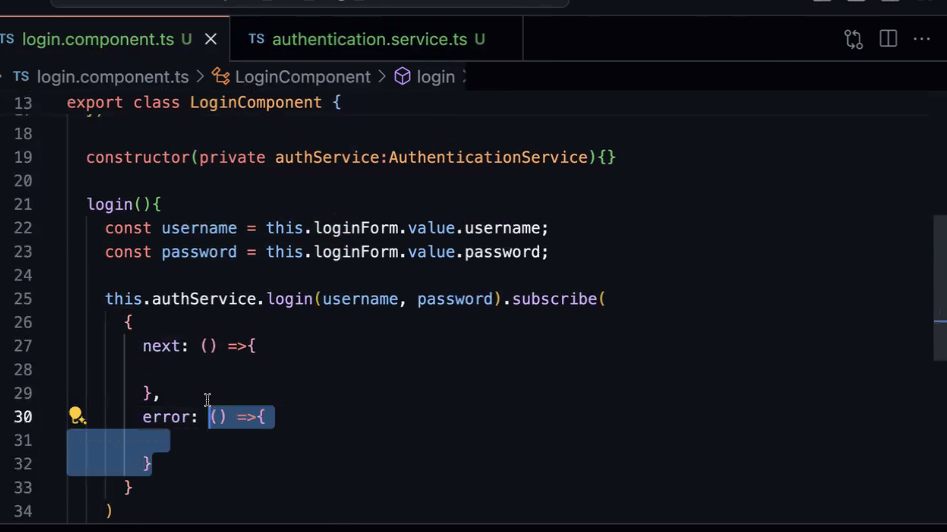 TS login.component.ts U
TS authentication.service.ts U
TS login.component.ts > LoginComponent > login >
13 export class LoginComponent {
18
19 constructor(private authService:AuthenticationService){}
20
21 login(){
22 const username = this.loginForm.value.username;
23 const password = this.loginForm.value.password;
24
25 this.authService.login(username, password).subscribe(
26 {
27 next: () =>{
28
29 },
30 error: () =>{
31
32 }
33 }
34 )